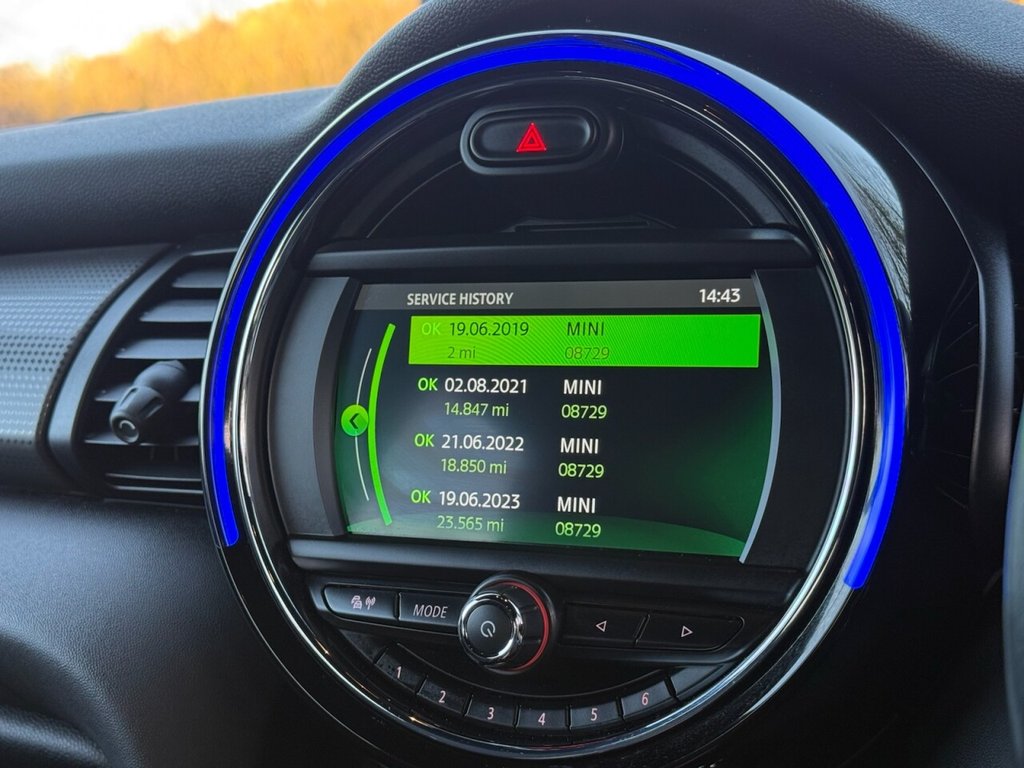 SERVICE HISTORY 14:43
OK 19.06.2019 MINI
2 mi 08729
OK 02.08.2021 MINI
14.847 mi 08729
OK 21.06.2022 MINI
18.850 mi 08729
OK 19.06.2023 MINI
23.565 mi 08729
MODE
1 2 3 4 5 6